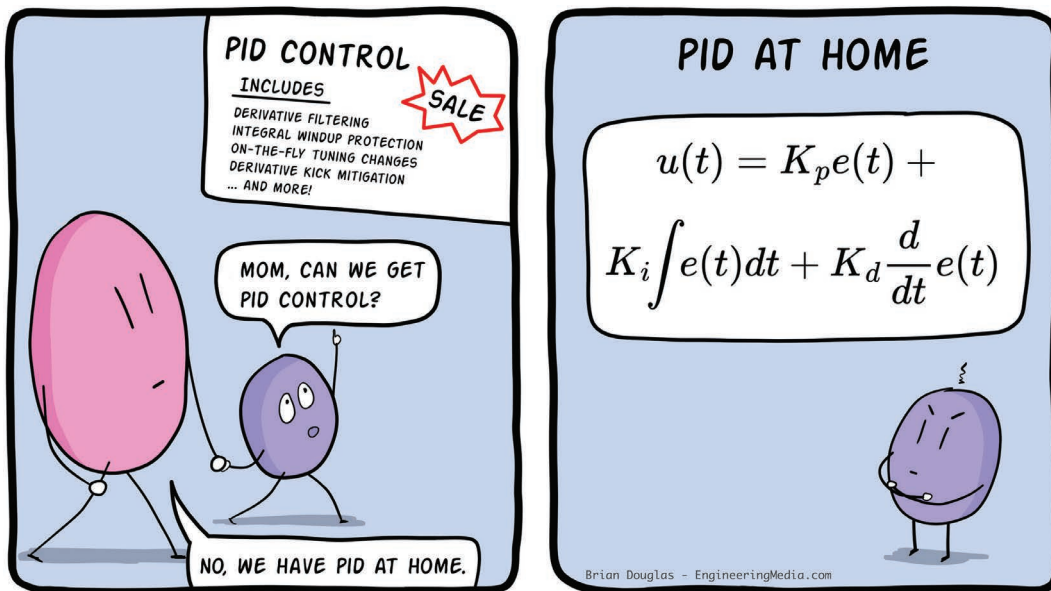 PID CONTROL
INCLUDES
SALE
DERIVATIVE FILTERING
INTEGRAL WINDUP PROTECTION
ON-THE-FLY TUNING CHANGES
DERIVATIVE KICK MITIGATION
... AND MORE!
MOM, CAN WE GET
PID CONTROL?
NO, WE HAVE PID AT HOME.
PID AT HOME
u(t) = K_p e(t) +
K_i ∫ e(t)dt + K_d d/dt e(t)
Brian Douglas - EngineeringMedia.com